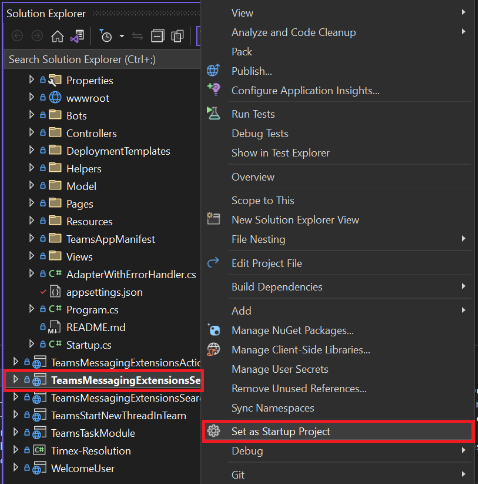 Solution Explorer
Search Solution Explorer (Ctrl+;)
Properties
wwwroot
Bots
Controllers
DeploymentTemplates
Helpers
Model
Pages
Resources
TeamsAppManifest
Views
C# AdapterWithErrorHandler.cs
appsettings.json
C# Program.cs
README.md
C# Startup.cs
TeamsMessagingExtensionsActio
TeamsMessagingExtensionsSe
TeamsMessagingExtensionsSear
TeamsStartNewThreadInTeam
TeamsTaskModule
C# Timex-Resolution
WelcomeUser
View
Analyze and Code Cleanup
Pack
Publish...
Configure Application Insights...
Run Tests
Debug Tests
Show in Test Explorer
Overview
Scope to This
New Solution Explorer View
File Nesting
Edit Project File
Build Dependencies
Add
Manage NuGet Packages...
Manage Client-Side Libraries...
Manage User Secrets
Remove Unused References...
Sync Namespaces
Set as Startup Project
Debug
Git